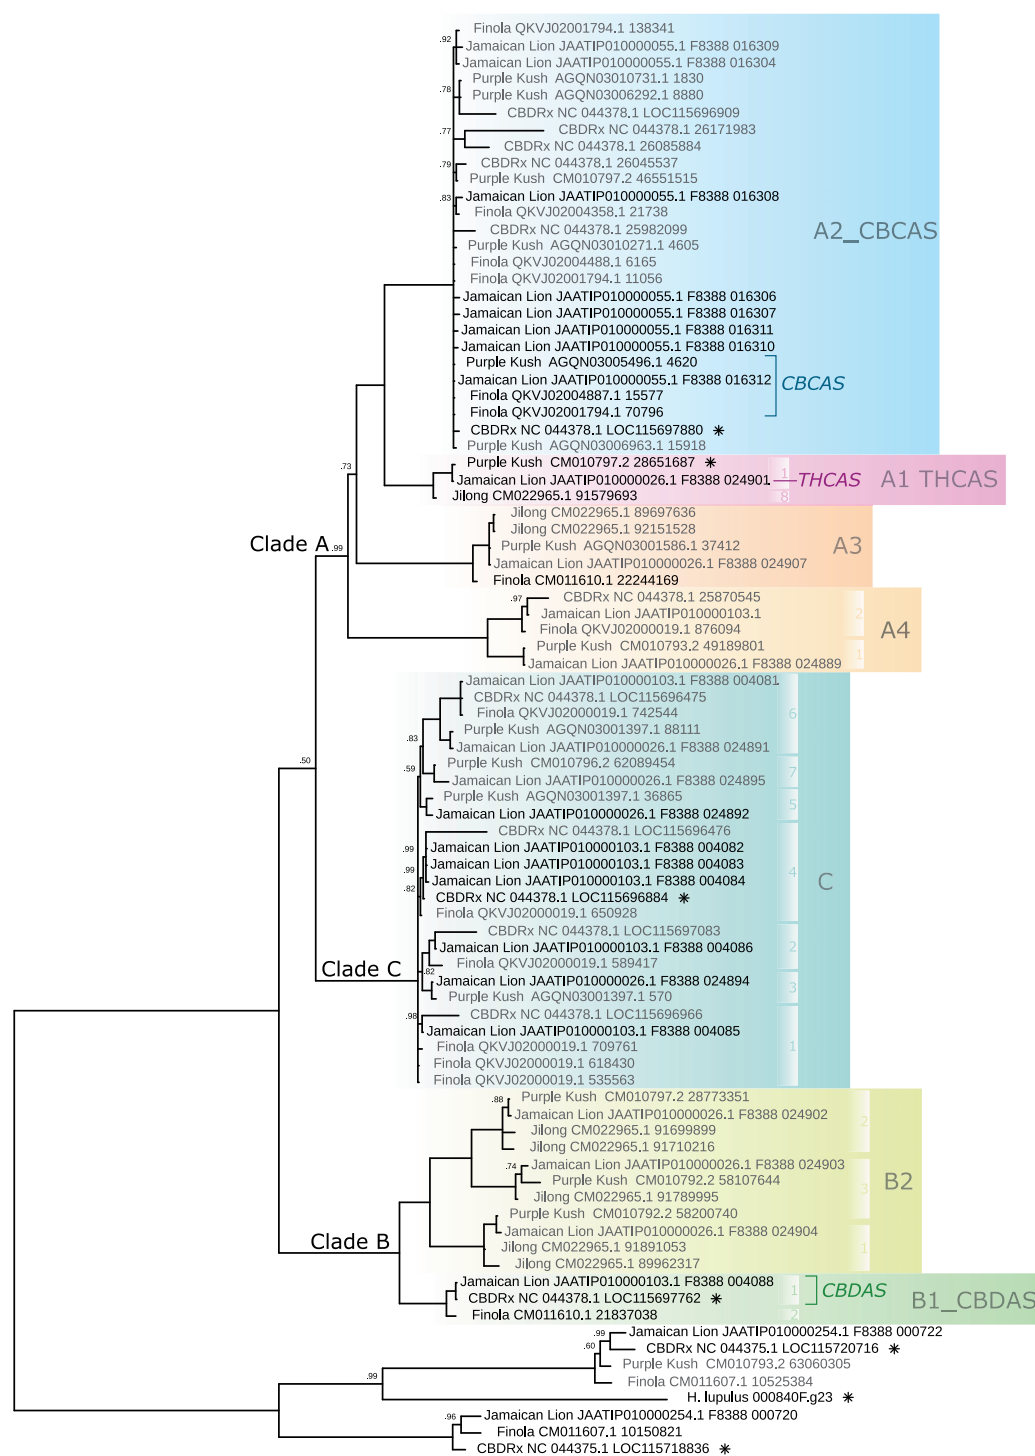 .92
Finola QKVJ02001794.1 138341
Jamaican Lion JAATIP010000055.1 F8388 016309
Jamaican Lion JAATIP010000055.1 F8388 016304
.78
Purple Kush AGQN03010731.1 1830
Purple Kush AGQN03006292.1 8880
CBDRx NC 044378.1 LOC115696909
.77
CBDRx NC 044378.1 26171983
CBDRx NC 044378.1 26085884
.79
CBDRx NC 044378.1 26045537
Purple Kush CM010797.2 46551515
.83
Jamaican Lion JAATIP010000055.1 F8388 016308
Finola QKVJ02004358.1 21738
CBDRx NC 044378.1 25982099
A2_CBCAS
Purple Kush AGQN03010271.1 4605
Finola QKVJ02004488.1 6165
Finola QKVJ02001794.1 11056
Jamaican Lion JAATIP010000055.1 F8388 016306
Jamaican Lion JAATIP010000055.1 F8388 016307
Jamaican Lion JAATIP010000055.1 F8388 016311
Jamaican Lion JAATIP010000055.1 F8388 016310
Purple Kush AGQN03005496.1 4620
Jamaican Lion JAATIP010000055.1 F8388 016312
CBCAS
Finola QKVJ02004887.1 15577
Finola QKVJ02001794.1 70796
CBDRx NC 044378.1 LOC115697880 *
Purple Kush AGQN03006963.1 15918
Purple Kush CM010797.2 28651687 *
Jamaican Lion JAATIP010000026.1 F8388 024901
1
THCAS
A1 THCAS
Jilong CM022965.1 91579693
8
.73
Jilong CM022965.1 89697636
Jilong CM022965.1 92151528
Purple Kush AGQN03001586.1 37412
A3
Jamaican Lion JAATIP010000026.1 F8388 024907
Finola CM011610.1 22244169
Clade A
.99
.97
CBDRx NC 044378.1 25870545
Jamaican Lion JAATIP010000103.1
2
Finola QKVJ02000019.1 876094
A4
Purple Kush CM010793.2 49189801
1
Jamaican Lion JAATIP010000026.1 F8388 024889
Jamaican Lion JAATIP010000103.1 F8388 004081
CBDRx NC 044378.1 LOC115696475
Finola QKVJ02000019.1 742544
6
.83
Purple Kush AGQN03001397.1 88111
Jamaican Lion JAATIP010000026.1 F8388 024891
.59
Purple Kush CM010796.2 62089454
7
Jamaican Lion JAATIP010000026.1 F8388 024895
.50
Purple Kush AGQN03001397.1 36865
5
Jamaican Lion JAATIP010000026.1 F8388 024892
CBDRx NC 044378.1 LOC115696476
.99
Jamaican Lion JAATIP010000103.1 F8388 004082
.99
Jamaican Lion JAATIP010000103.1 F8388 004083
4
Jamaican Lion JAATIP010000103.1 F8388 004084
C
.82
CBDRx NC 044378.1 LOC115696884 *
Finola QKVJ02000019.1 650928
CBDRx NC 044378.1 LOC115697083
Jamaican Lion JAATIP010000103.1 F8388 004086
2
Finola QKVJ02000019.1 589417
Clade C
.82
Jamaican Lion JAATIP010000026.1 F8388 024894
3
Purple Kush AGQN03001397.1 570
.98
CBDRx NC 044378.1 LOC115696966
Jamaican Lion JAATIP010000103.1 F8388 004085
Finola QKVJ02000019.1 709761
1
Finola QKVJ02000019.1 618430
Finola QKVJ02000019.1 535563
.88
Purple Kush CM010797.2 28773351
Jamaican Lion JAATIP010000026.1 F8388 024902
2
Jilong CM022965.1 91699899
Jilong CM022965.1 91710216
.74
Jamaican Lion JAATIP010000026.1 F8388 024903
Purple Kush CM010792.2 58107644
3
B2
Jilong CM022965.1 91789995
Purple Kush CM010792.2 58200740
Jamaican Lion JAATIP010000026.1 F8388 024904
Clade B
Jilong CM022965.1 91891053
1
Jilong CM022965.1 89962317
Jamaican Lion JAATIP010000103.1 F8388 004088
1
CBDAS
CBDRx NC 044378.1 LOC115697762 *
B1_CBDAS
Finola CM011610.1 21837038
2
.99
Jamaican Lion JAATIP010000254.1 F8388 000722
.60
CBDRx NC 044375.1 LOC115720716 *
Purple Kush CM010793.2 63060305
.99
Finola CM011607.1 10525384
H. lupulus 000840F.g23 *
.96
Jamaican Lion JAATIP010000254.1 F8388 000720
Finola CM011607.1 10150821
CBDRx NC 044375.1 LOC115718836 *